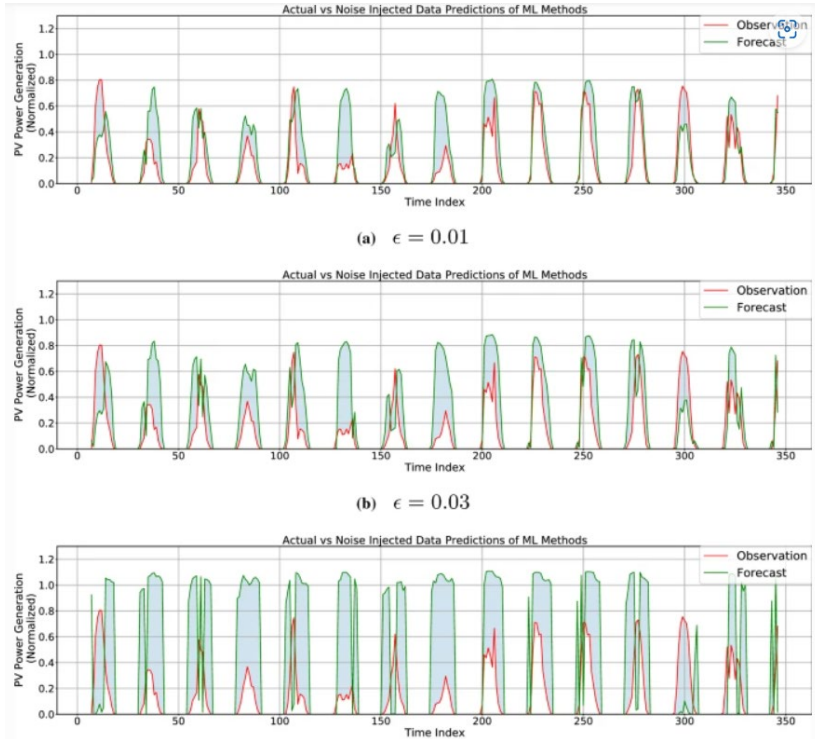 Actual vs Noise Injected Data Predictions of ML Methods
1.2
1.0
0.8
0.6
0.4
0.2
0.0
PV Power Generation
(Normalized)
Observation
Forecast
0 50 100 150 200 250 300 350
Time Index
(a) ϵ = 0.01
Actual vs Noise Injected Data Predictions of ML Methods
1.2
1.0
0.8
0.6
0.4
0.2
0.0
PV Power Generation
(Normalized)
Observation
Forecast
0 50 100 150 200 250 300 350
Time Index
(b) ϵ = 0.03
Actual vs Noise Injected Data Predictions of ML Methods
1.2
1.0
0.8
0.6
0.4
0.2
0.0
PV Power Generation
(Normalized)
Observation
Forecast
0 50 100 150 200 250 300 350
Time Index